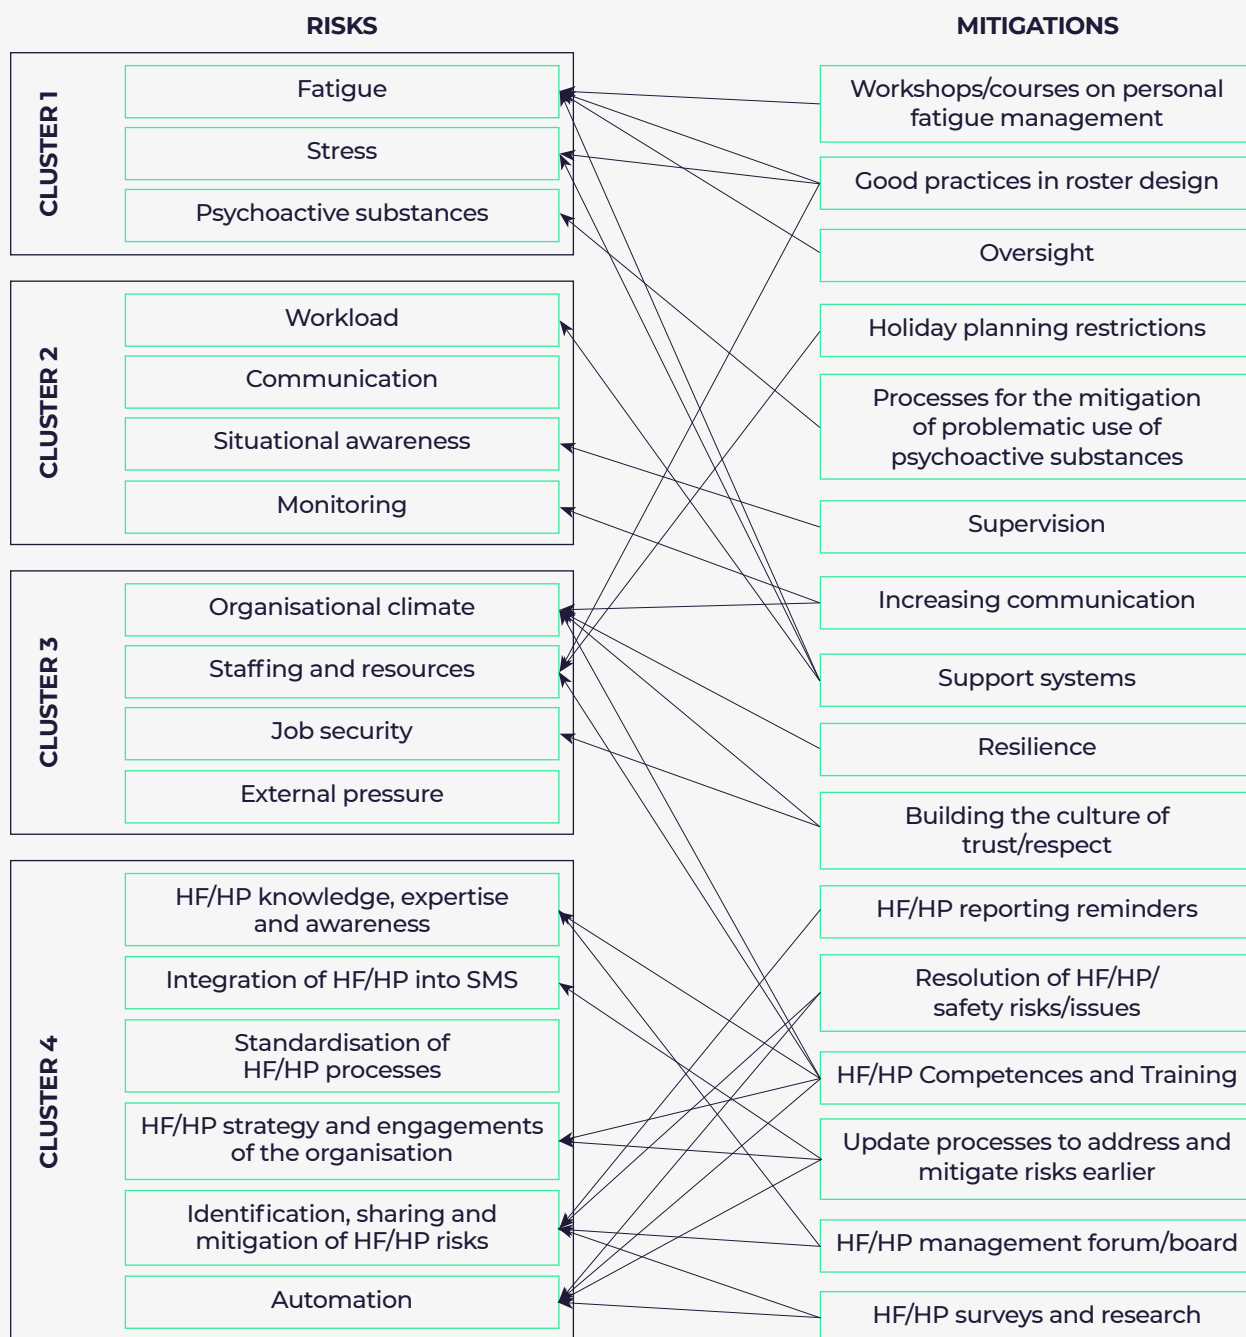 RISKS
CLUSTER 1
Fatigue
Stress
Psychoactive substances
CLUSTER 2
Workload
Communication
Situational awareness
Monitoring
CLUSTER 3
Organisational climate
Staffing and resources
Job security
External pressure
CLUSTER 4
HF/HP knowledge, expertise
and awareness
Integration of HF/HP into SMS
Standardisation of
HF/HP processes
HF/HP strategy and engagements
of the organisation
Identification, sharing and
mitigation of HF/HP risks
Automation
MITIGATIONS
Workshops/courses on personal
fatigue management
Good practices in roster design
Oversight
Holiday planning restrictions
Processes for the mitigation
of problematic use of
psychoactive substances
Supervision
Increasing communication
Support systems
Resilience
Building the culture of
trust/respect
HF/HP reporting reminders
Resolution of HF/HP/
safety risks/issues
HF/HP Competences and Training
Update processes to address and
mitigate risks earlier
HF/HP management forum/board
HF/HP surveys and research